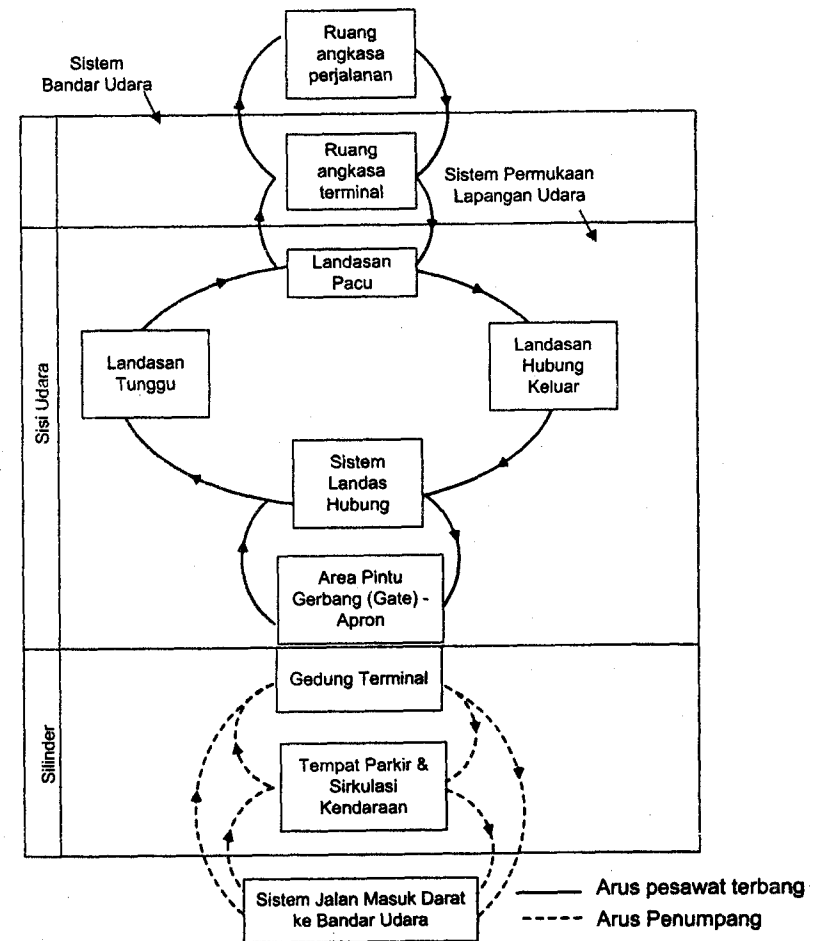 Ruang
angkasa
perjalanan
Sistem
Bandar Udara
Ruang
angkasa
terminal
Sistem Permukaan
Lapangan Udara
Landasan
Pacu
Landasan
Tunggu
Landasan
Hubung
Keluar
Sisi Udara
Sistem
Landas
Hubung
Area Pintu
Gerbang (Gate) -
Apron
Gedung Terminal
Silinder
Tempat Parkir &
Sirkulasi
Kendaraan
Sistem Jalan Masuk Darat
ke Bandar Udara
Arus pesawat terbang
Arus Penumpang